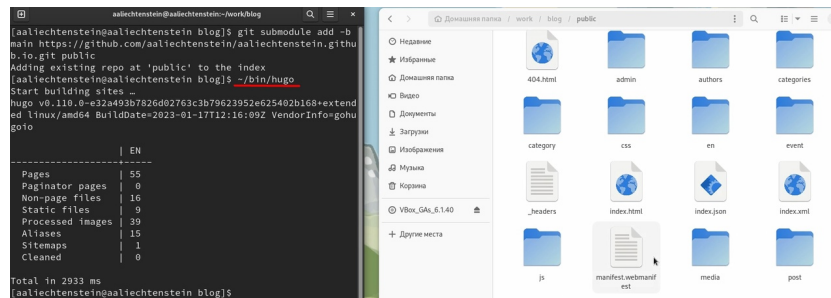 aaliechtenstein@aaliechtenstein:~/work/blog
[aaliechtenstein@aaliechtenstein blog]$ git submodule add -b
main https://github.com/aaliechtenstein/aaliechtenstein.githu
b.io.git public
Adding existing repo at 'public' to the index
[aaliechtenstein@aaliechtenstein blog]$ ~/bin/hugo
Start building sites …
hugo v0.110.0-e32a493b7826d02763c3b79623952e625402b168+extend
ed linux/amd64 BuildDate=2023-01-17T12:16:09Z VendorInfo=gohu
goio
| EN
-------------------+-----
Pages | 55
Paginator pages | 0
Non-page files | 16
Static files | 9
Processed images | 39
Aliases | 15
Sitemaps | 1
Cleaned | 0
Total in 2933 ms
[aaliechtenstein@aaliechtenstein blog]$
Домашняя папка / work / blog / public
Недавние
Избранные
Домашняя папка
Видео
Документы
Загрузки
Изображения
Музыка
Корзина
VBox_GAs_6.1.40
Другие места
404.html
admin
authors
categories
category
css
en
event
_headers
index.html
index.json
index.xml
js
manifest.webmanif
est
media
post